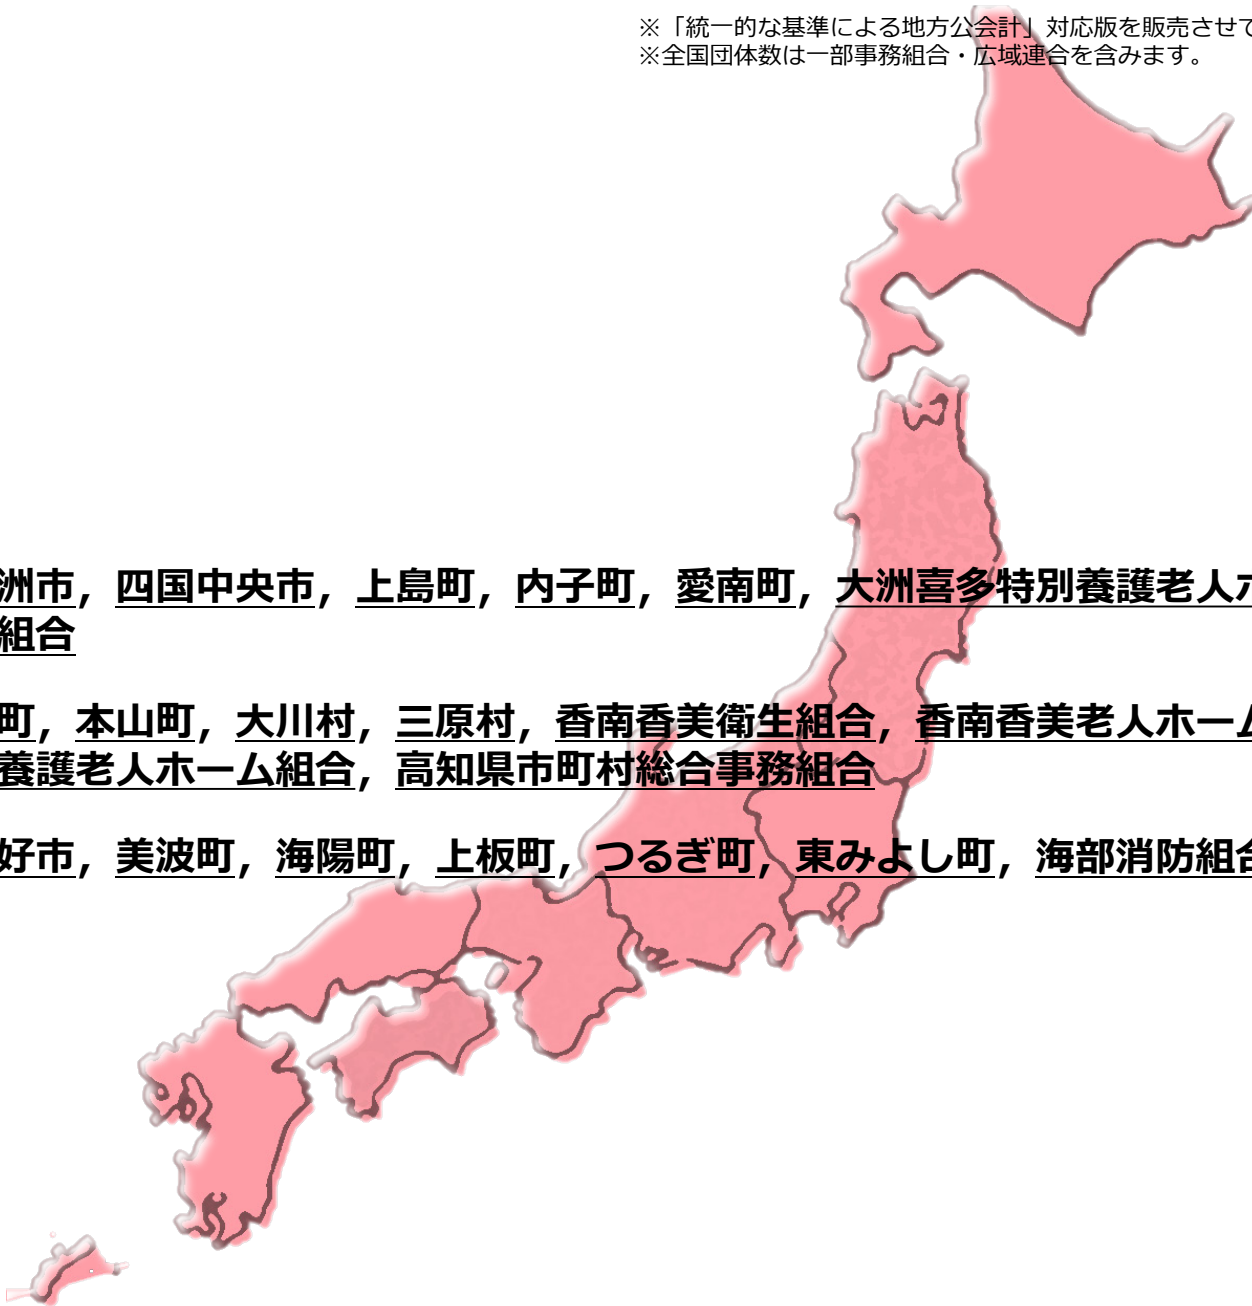 ※「統一的な基準による地方公会計」対応版を販売させて
※全国団体数は一部事務組合・広域連合を含みます。
洲市，四国中央市，上島町，内子町，愛南町，大洲喜多特別養護老人ホ
組合
町，本山町，大川村，三原村，香南香美衛生組合，香南香美老人ホーム
養護老人ホーム組合，高知県市町村総合事務組合
好市，美波町，海陽町，上板町，つるぎ町，東みよし町，海部消防組合